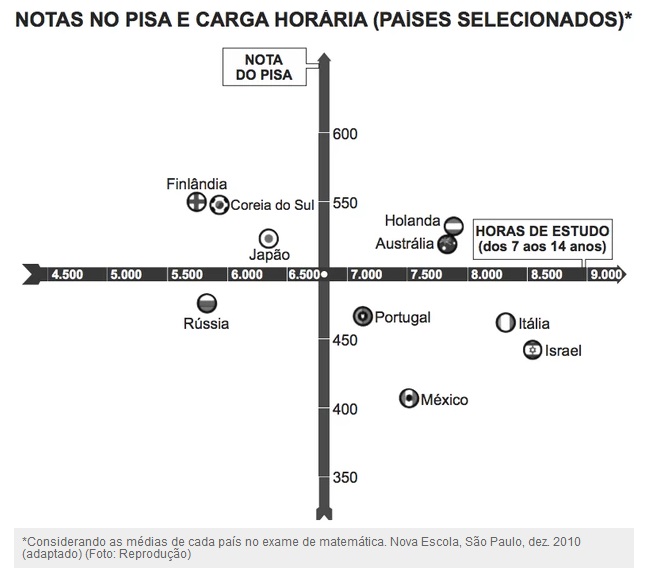 NOTAS NO PISA E CARGA HORÁRIA (PAÍSES SELECIONADOS)*
NOTA
DO PISA
600
Finlândia
550
Coreia do Sul
Holanda
HORAS DE ESTUDO
(dos 7 aos 14 anos)
Austrália
Japão
4.500 5.000 5.500 6.000 6.500 7.000 7.500 8.000 8.500 9.000
Rússia
Portugal
Itália
450
Israel
México
400
350
*Considerando as médias de cada país no exame de matemática. Nova Escola, São Paulo, dez. 2010
(adaptado) (Foto: Reprodução)